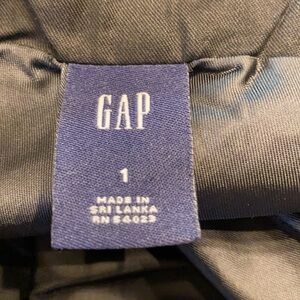 GAP
1
MADE IN
SRI LANKA
RN 54023